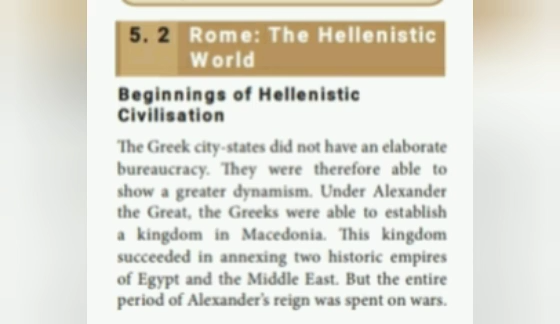 5. 2 Rome: The Hellenistic
World
Beginnings of Hellenistic
Civilisation
The Greek city-states did not have an elaborate
bureaucracy. They were therefore able to
show a greater dynamism. Under Alexander
the Great, the Greeks were able to establish
a kingdom in Macedonia. This kingdom
succeeded in annexing two historic empires
of Egypt and the Middle East. But the entire
period of Alexander's reign was spent on wars.